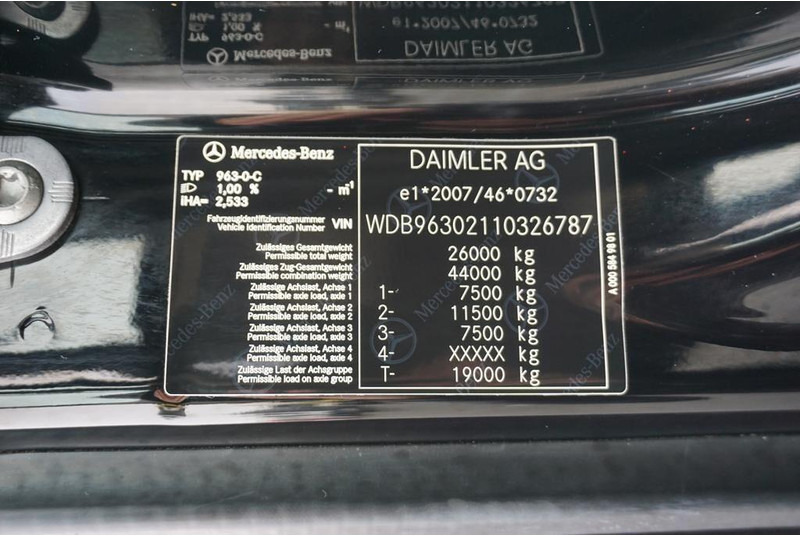 Mercedes-Benz
DAIMLER AG
TYP 963-0-C
1,00 % - m⁻¹
IHA= 2,533
e1*2007/46*0732
Fahrzeugidentifizierungsnummer
Vehicle Identification Number VIN WDB96302110326787
Zulässiges Gesamtgewicht
Permissible total weight 26000 kg
Zulässiges Zug-Gesamtgewicht
Permissible combination weight 44000 kg
Zulässige Achslast, Achse 1
Permissible axle load, axle 1 1- 7500 kg
Zulässige Achslast, Achse 2
Permissible axle load, axle 2 2- 11500 kg
Zulässige Achslast, Achse 3
Permissible axle load, axle 3 3- 7500 kg
Zulässige Achslast, Achse 4
Permissible axle load, axle 4 4- XXXXX kg
Zulässige Last der Achsgruppe
Permissible load on axle group T- 19000 kg
A 000 584 98 01